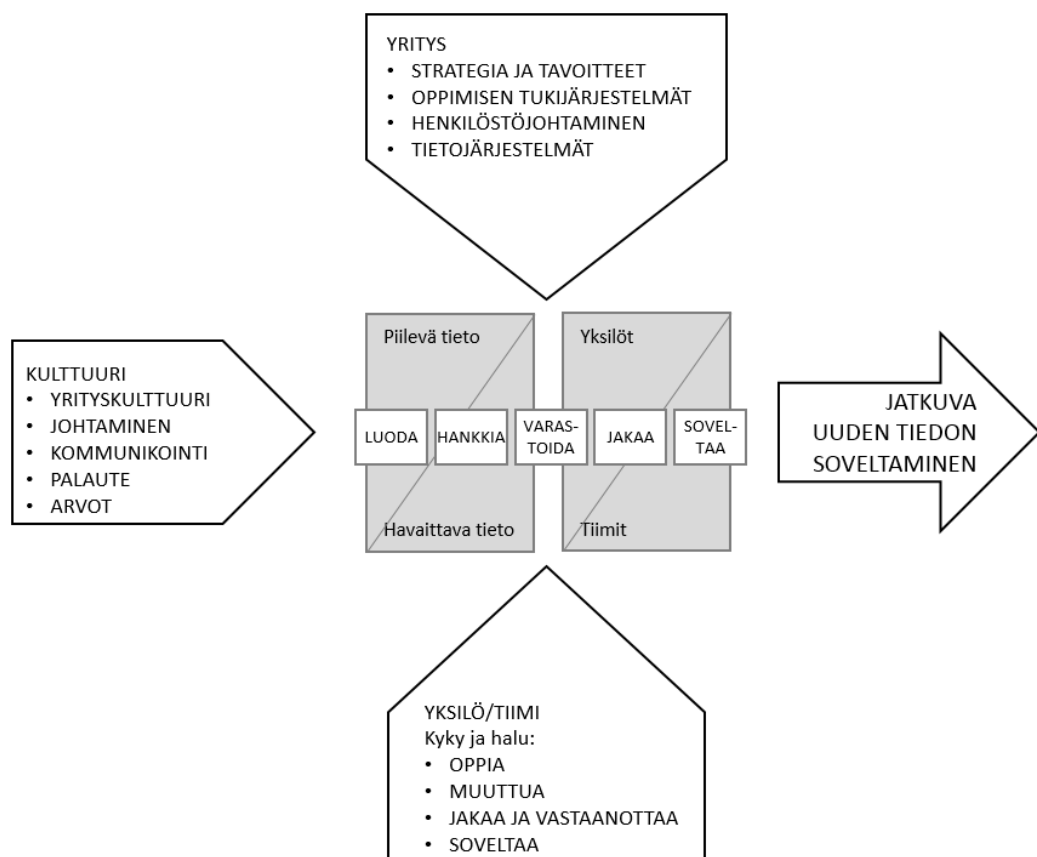 YRITYS
• STRATEGIA JA TAVOITTEET
• OPPIMISEN TUKIJÄRJESTELMÄT
• HENKILÖSTÖJOHTAMINEN
• TIETOJÄRJESTELMÄT
KULTTUURI
• YRITYSKULTTUURI
• JOHTAMINEN
• KOMMUNIKOINTI
• PALAUTE
• ARVOT
Piilevä tieto
Yksilöt
LUODA
HANKKIA
VARAS-
TOIDA
JAKAA
SOVEL-
TAA
Havaittava tieto
Tiimit
JATKUVA
UUDEN TIEDON
SOVELTAMINEN
YKSILÖ/TIIMI
Kyky ja halu:
• OPPIA
• MUUTTUA
• JAKAA JA VASTAANOTTAA
• SOVELTAA